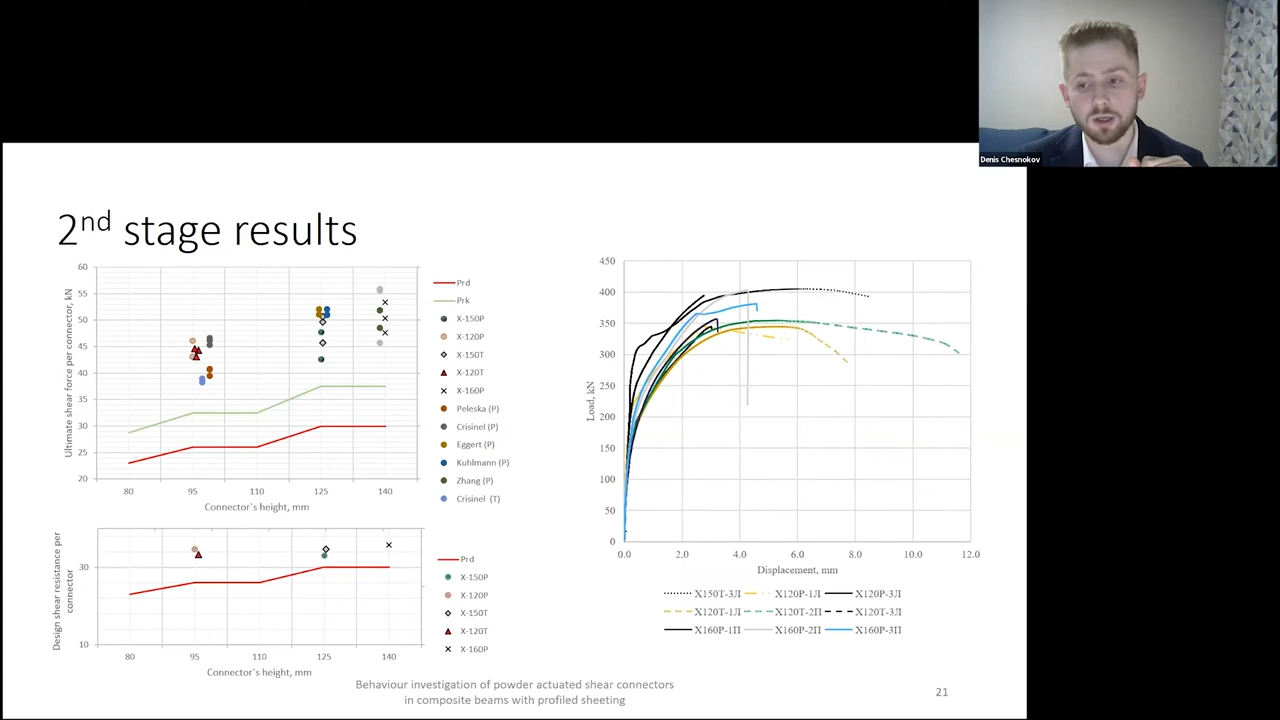 Denis Chesnokov
2nd stage results
60
55
50
45
40
35
30
25
20
Ultimate shear force per connector, kN
80 95 110 125 140
Connector`s height, mm
Prd
Prk
X-150P
X-120P
X-150T
X-120T
X-160P
Peleska (P)
Crisinel (P)
Eggert (P)
Kuhlmann (P)
Zhang (P)
Crisinel (T)
30
10
Design shear resistance per
connector
80 95 110 125 140
Connector`s height, mm
Prd
X-150P
X-120P
X-150T
X-120T
X-160P
450
400
350
300
250
200
150
100
50
0
Load, kN
0.0 2.0 4.0 6.0 8.0 10.0 12.0
Displacement, mm
X150T-3Л X120P-1Л X120P-3Л
X120T-1Л X120T-2П X120T-3Л
X160P-1П X160P-2П X160P-3П
Behaviour investigation of powder actuated shear connectors
in composite beams with profiled sheeting
21